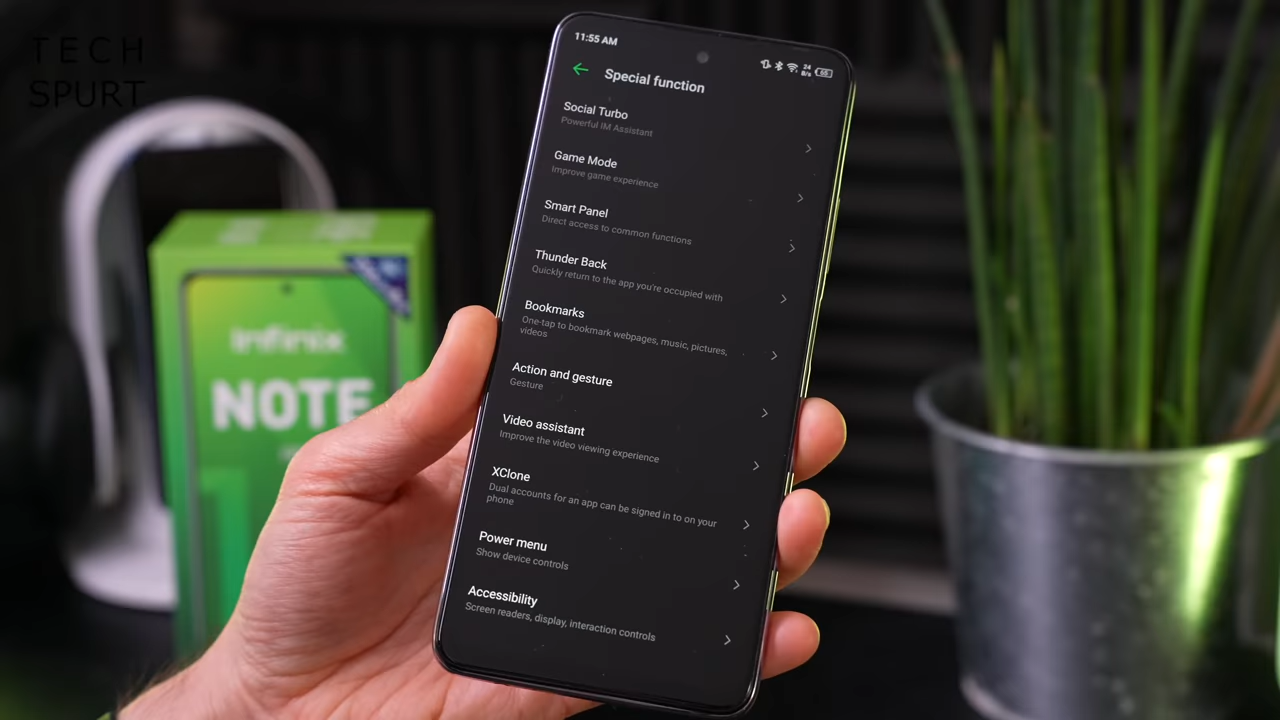 TECH
SPURT
11:55 AM
24
B/s
68
Special function
Social Turbo
Powerful IM Assistant
Game Mode
Improve game experience
Smart Panel
Direct access to common functions
Thunder Back
Quickly return to the app you're occupied with
Bookmarks
One-tap to bookmark webpages, music, pictures,
videos
Action and gesture
Gesture
Video assistant
Improve the video viewing experience
XClone
Dual accounts for an app can be signed in to on your
phone
Power menu
Show device controls
Accessibility
Screen readers, display, interaction controls
Infinix
NOTE